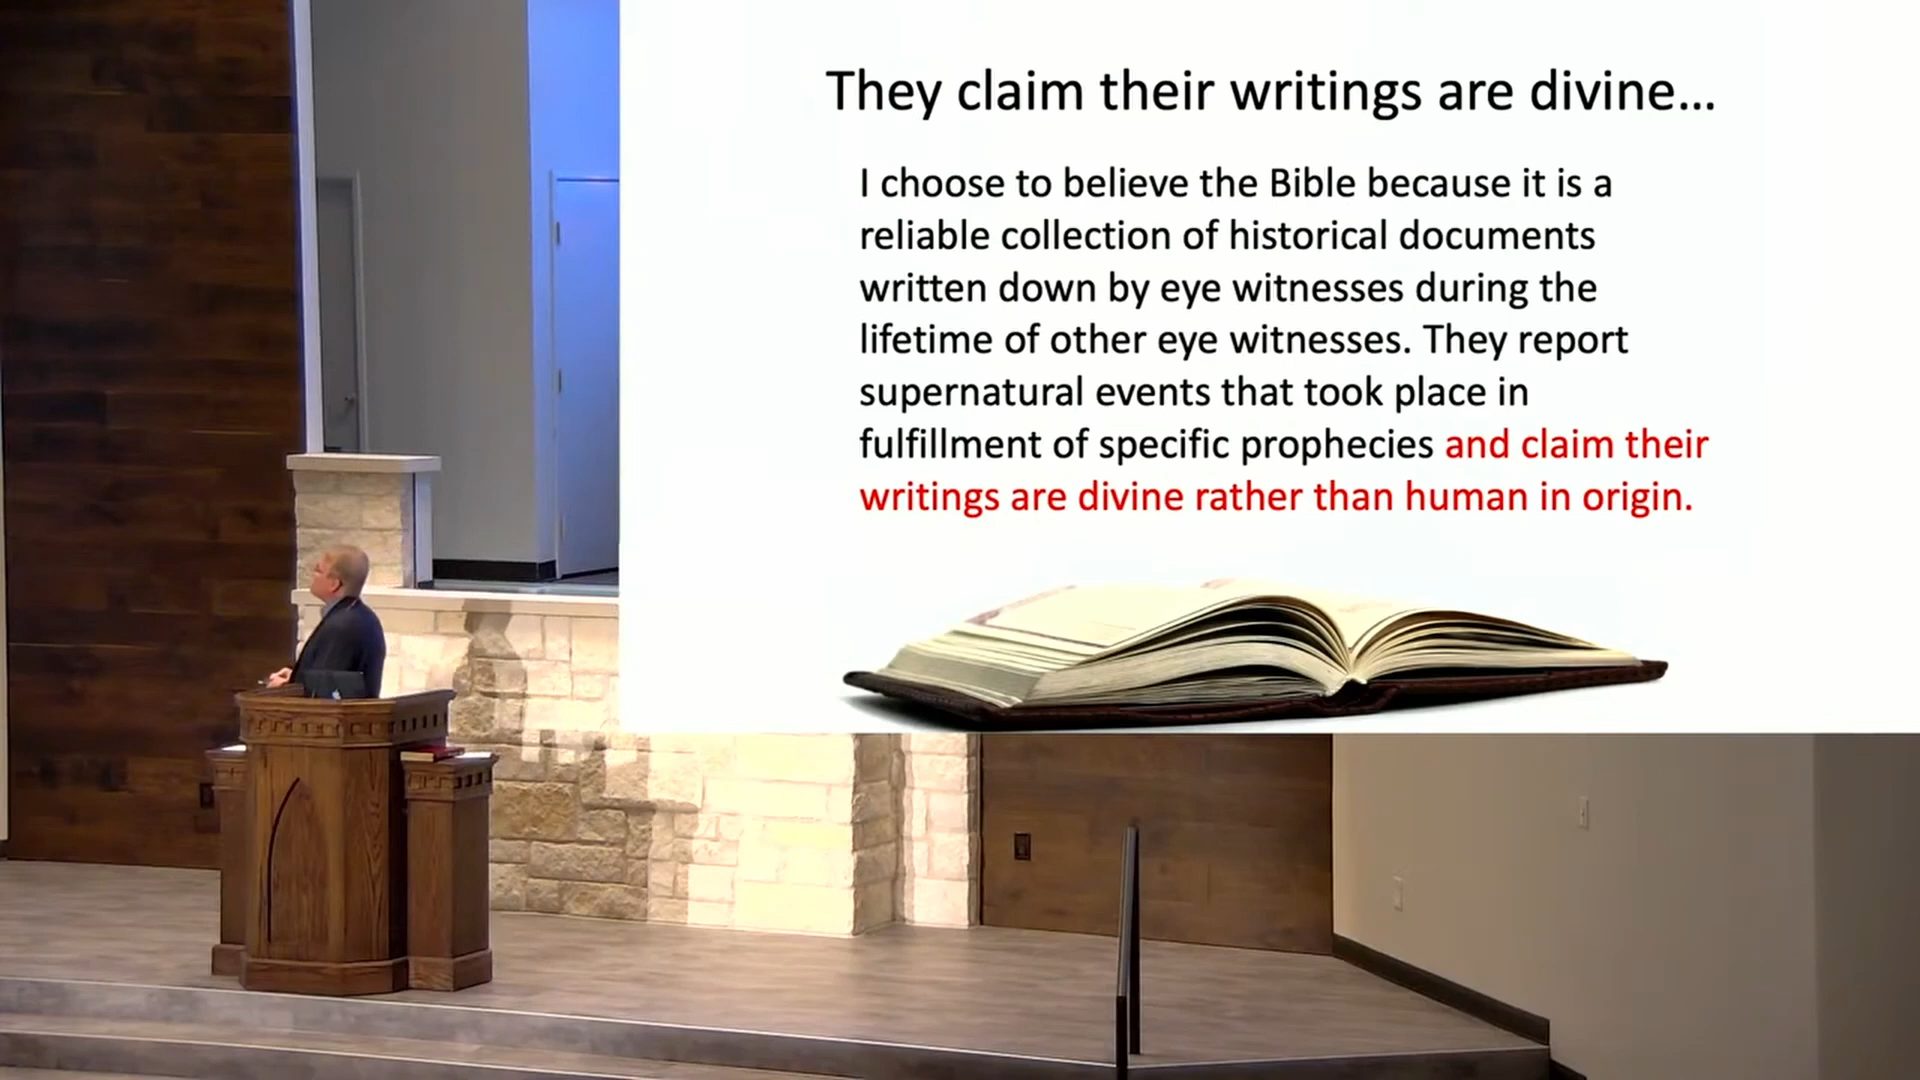 They claim their writings are divine...
I choose to believe the Bible because it is a
reliable collection of historical documents
written down by eye witnesses during the
lifetime of other eye witnesses. They report
supernatural events that took place in
fulfillment of specific prophecies and claim their
writings are divine rather than human in origin.